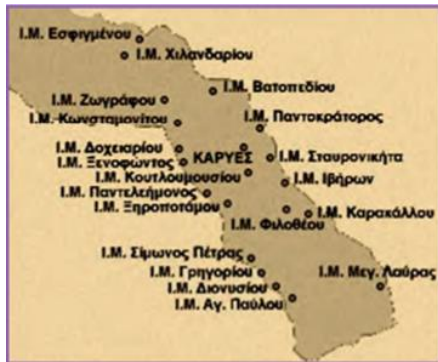 Ι.Μ. Εσφιγμένου
Ι.Μ. Χιλανδαρίου
Ι.Μ. Βατοπεδίου
Ι.Μ. Ζωγράφου
Ι.Μ. Παντοκράτορος
Ι.Μ. Κωνσταμονίτου
Ι.Μ. Δοχειαρίου
ΚΑΡΥΕΣ
Ι.Μ. Σταυρονικήτα
Ι.Μ. Ξενοφώντος
Ι.Μ. Κουτλουμουσίου
Ι.Μ. Ιβήρων
Ι.Μ. Παντελεήμονος
Ι.Μ. Ξηροποτάμου
Ι.Μ. Καρακάλλου
Ι.Μ. Φιλοθέου
Ι.Μ. Σίμωνος Πέτρας
Ι.Μ. Γρηγορίου
Ι.Μ. Μεγ. Λαύρας
Ι.Μ. Διονυσίου
Ι.Μ. Αγ. Παύλου